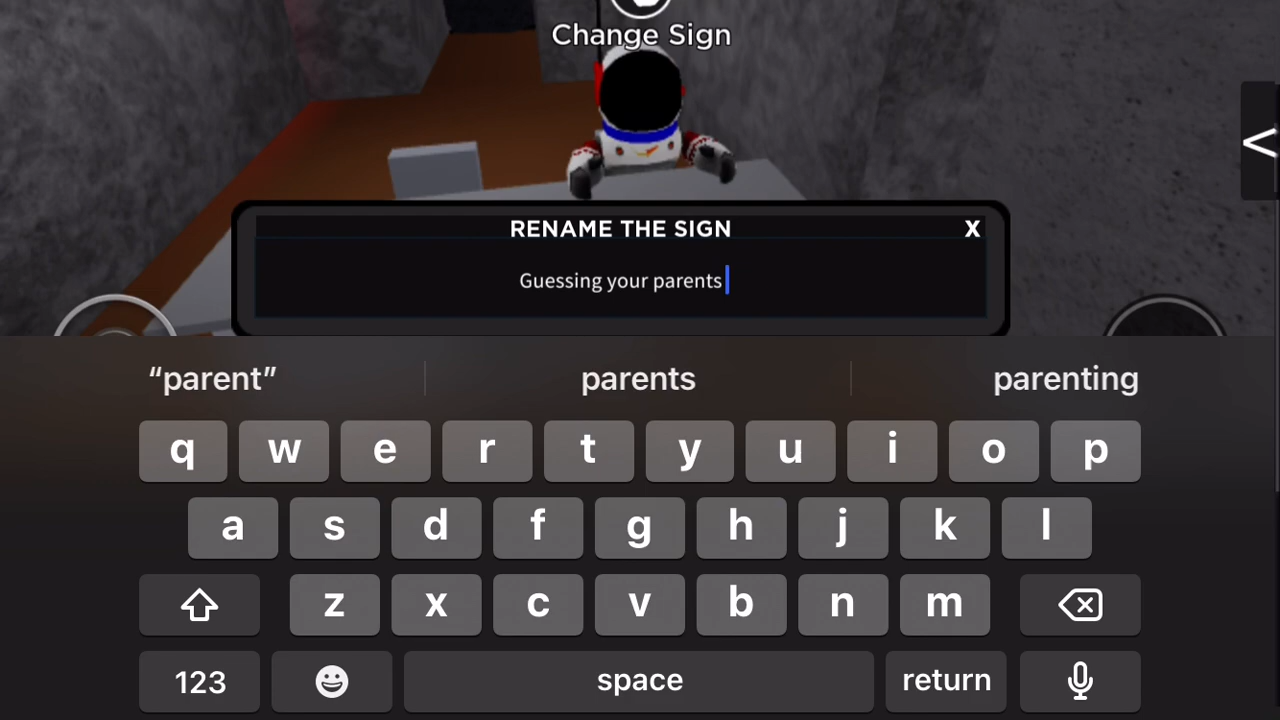 Change Sign
<
RENAME THE SIGN X
Guessing your parents
“parent” parents parenting
q w e r t y u i o p
a s d f g h j k l
z x c v b n m
123 space return